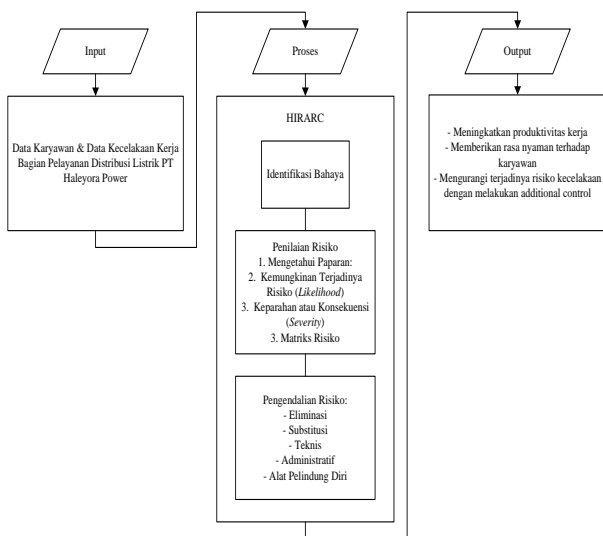 Input
Data Karyawan & Data Kecelakaan Kerja
Bagian Pelayanan Distribusi Listrik PT
Haleyora Power
Proses
HIRARC
Identifikasi Bahaya
Penilaian Risiko
1. Mengetahui Paparan:
2. Kemungkinan Terjadinya
Risiko (Likelihood)
3. Keparahan atau Konsekuensi
(Severity)
3. Matriks Risiko
Pengendalian Risiko:
- Eliminasi
- Substitusi
- Teknis
- Administratif
- Alat Pelindung Diri
Output
- Meningkatkan produktivitas kerja
- Memberikan rasa nyaman terhadap
karyawan
- Mengurangi terjadinya risiko kecelakaan
dengan melakukan additional control